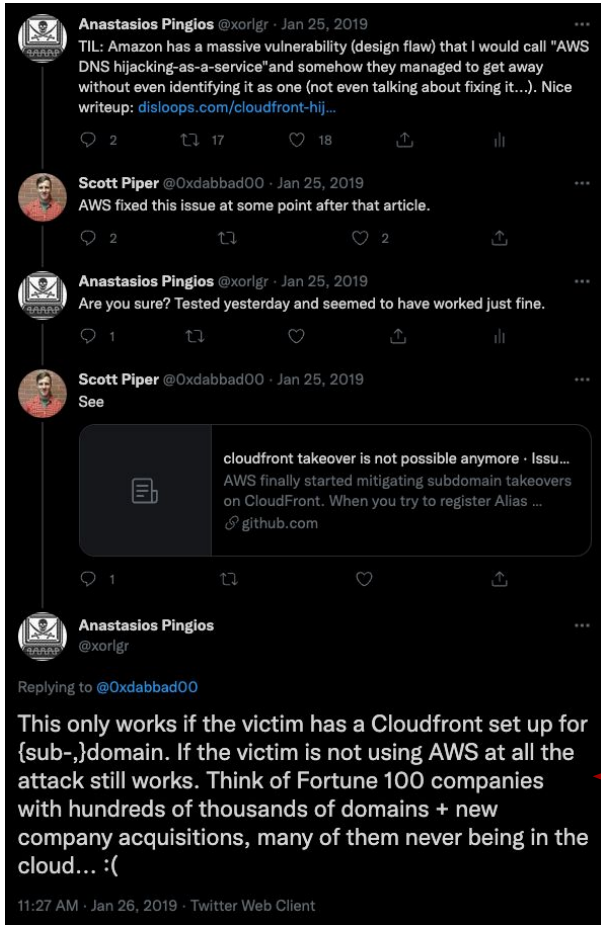 Anastasios Pingios @xorlgr · Jan 25, 2019
TIL: Amazon has a massive vulnerability (design flaw) that I would call "AWS
DNS hijacking-as-a-service"and somehow they managed to get away
without even identifying it as one (not even talking about fixing it...). Nice
writeup: disloops.com/cloudfront-hij...
2 17 18
Scott Piper @0xdabbad00 · Jan 25, 2019
AWS fixed this issue at some point after that article.
2 2
Anastasios Pingios @xorlgr · Jan 25, 2019
Are you sure? Tested yesterday and seemed to have worked just fine.
1
Scott Piper @0xdabbad00 · Jan 25, 2019
See
cloudfront takeover is not possible anymore · Issu...
AWS finally started mitigating subdomain takeovers
on CloudFront. When you try to register Alias ...
github.com
1
Anastasios Pingios
@xorlgr
Replying to @0xdabbad00
This only works if the victim has a Cloudfront set up for
{sub-,}domain. If the victim is not using AWS at all the
attack still works. Think of Fortune 100 companies
with hundreds of thousands of domains + new
company acquisitions, many of them never being in the
cloud... :(
11:27 AM · Jan 26, 2019 · Twitter Web Client